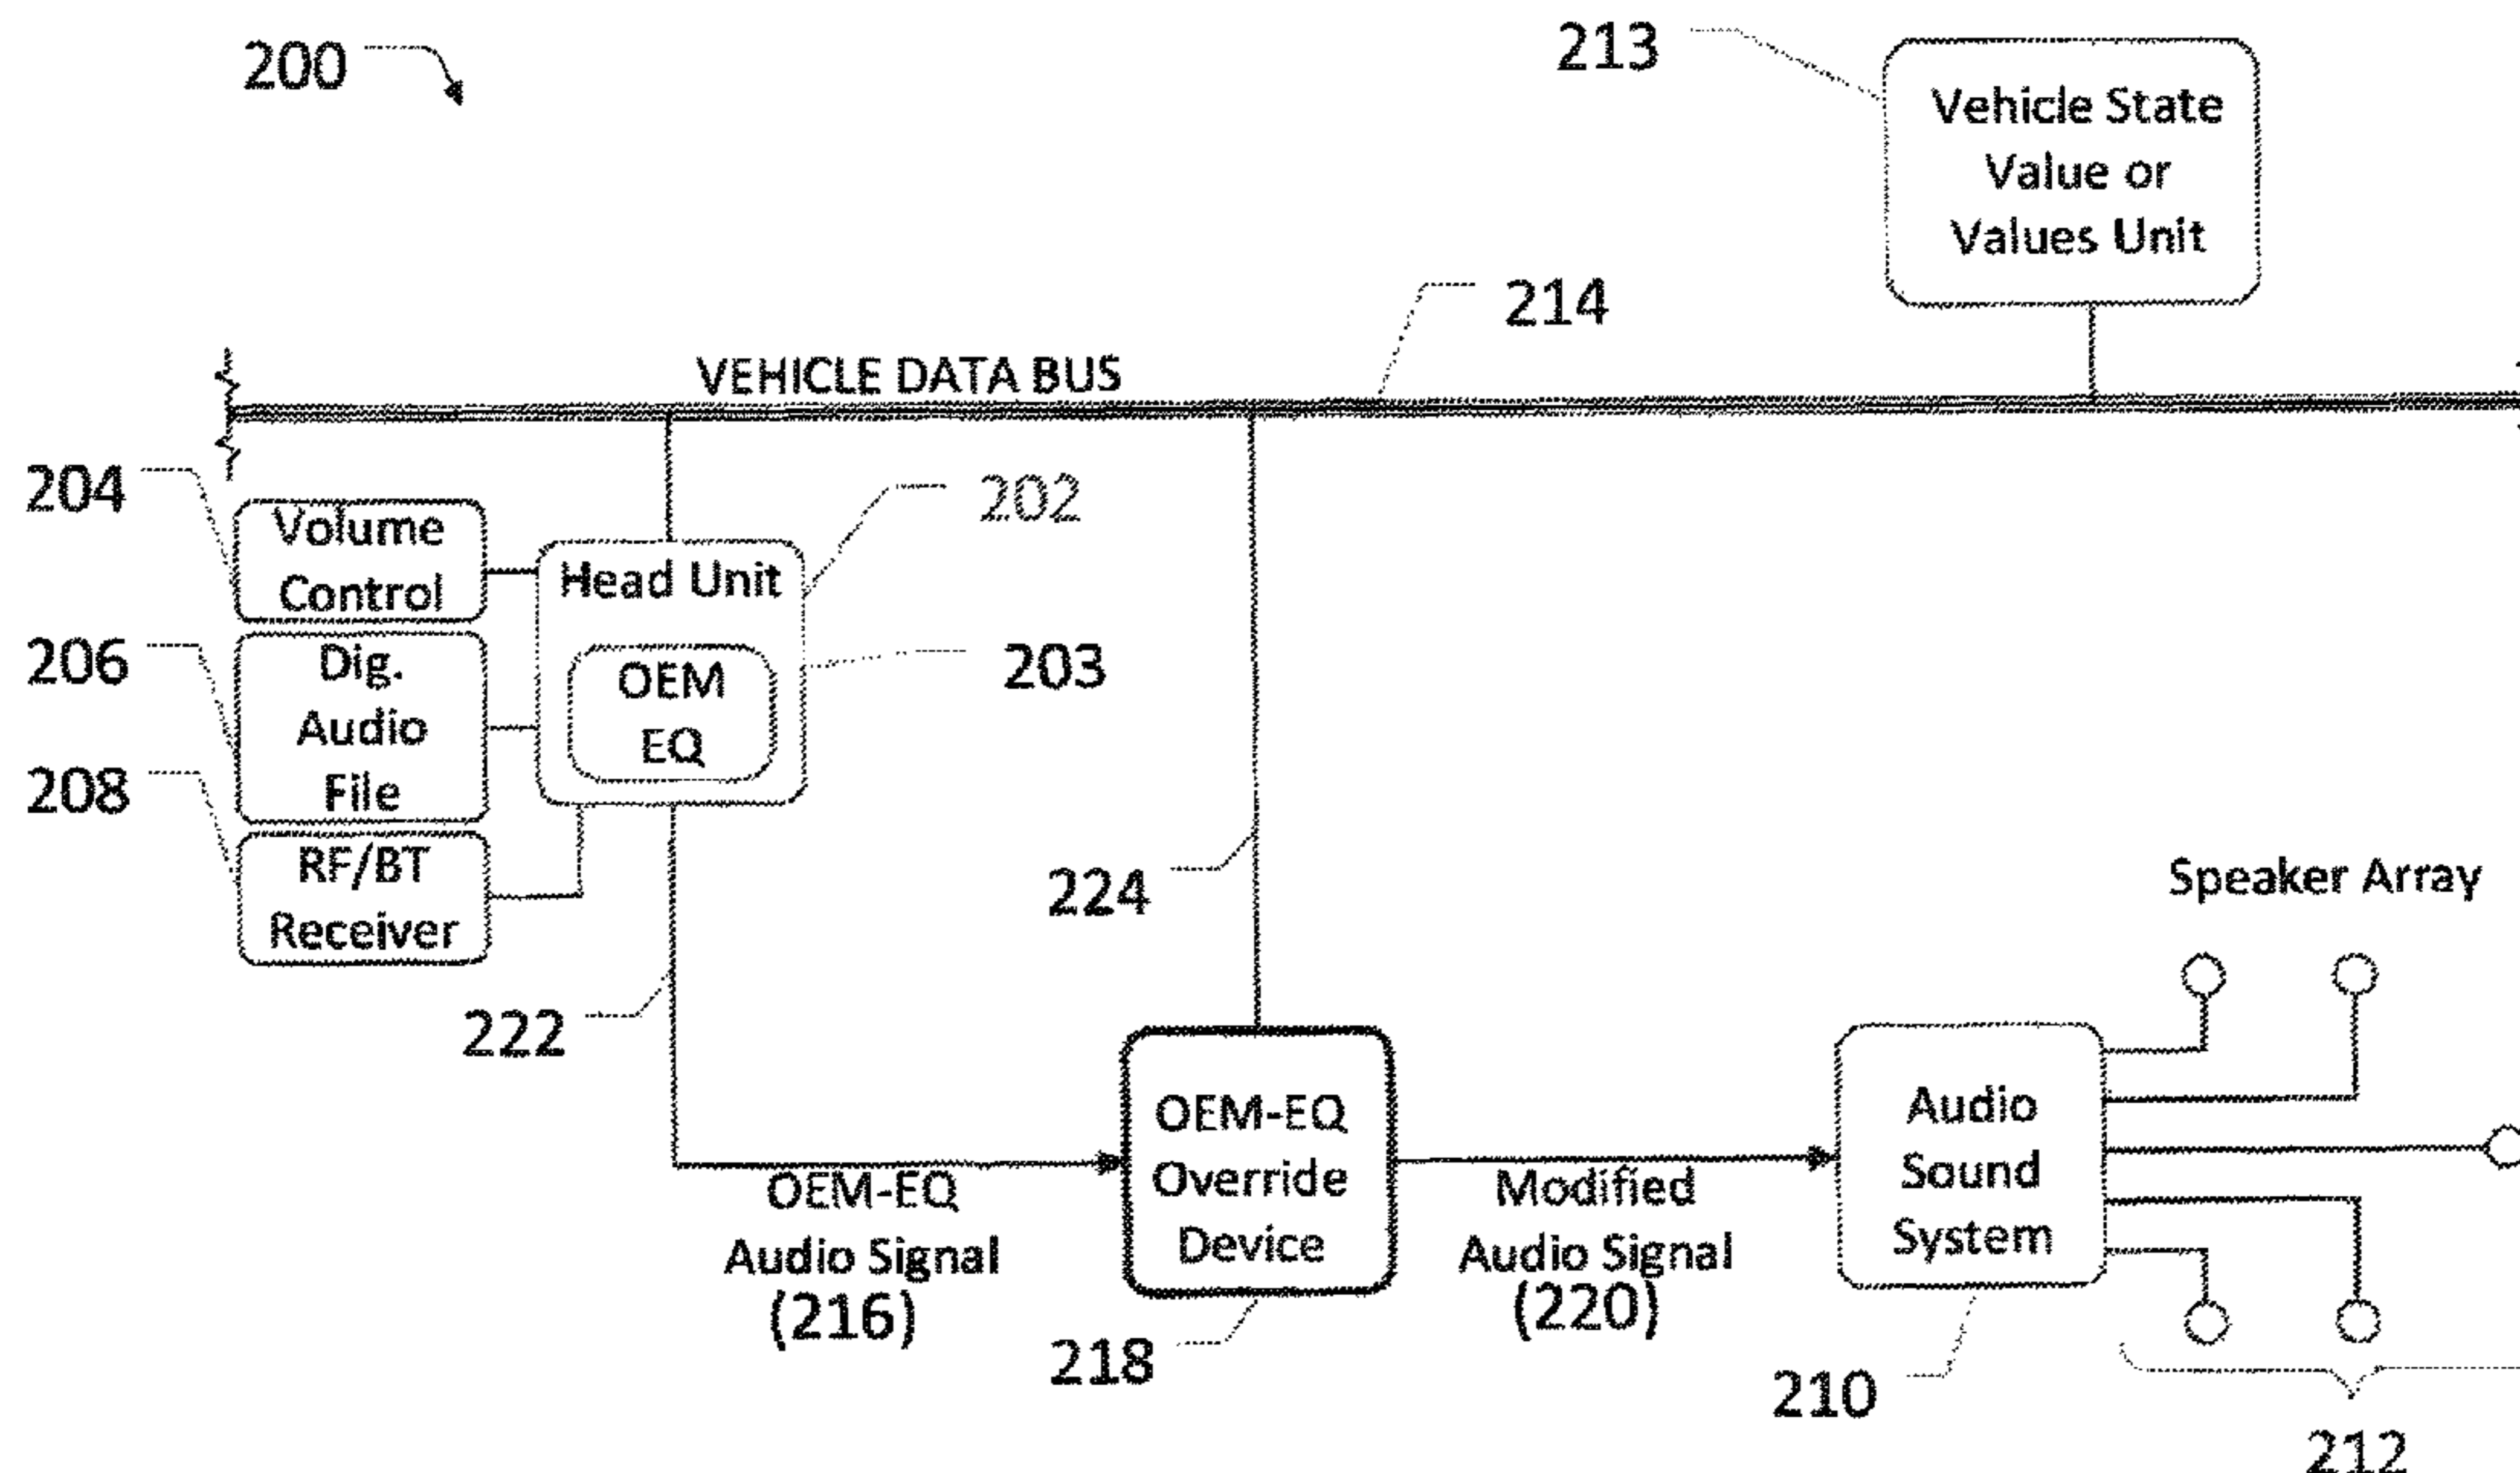 200
213
Vehicle State
Value or
Values Unit
214
VEHICLE DATA BUS
204
Volume
Control
202
Head Unit
206
Dig.
Audio
File
203
OEM
EQ
208
RF/BT
Receiver
224
Speaker Array
222
OEM-EQ
Override
Device
Audio
Sound
System
OEM-EQ
Audio Signal
(216)
Modified
Audio Signal
(220)
218
210
212